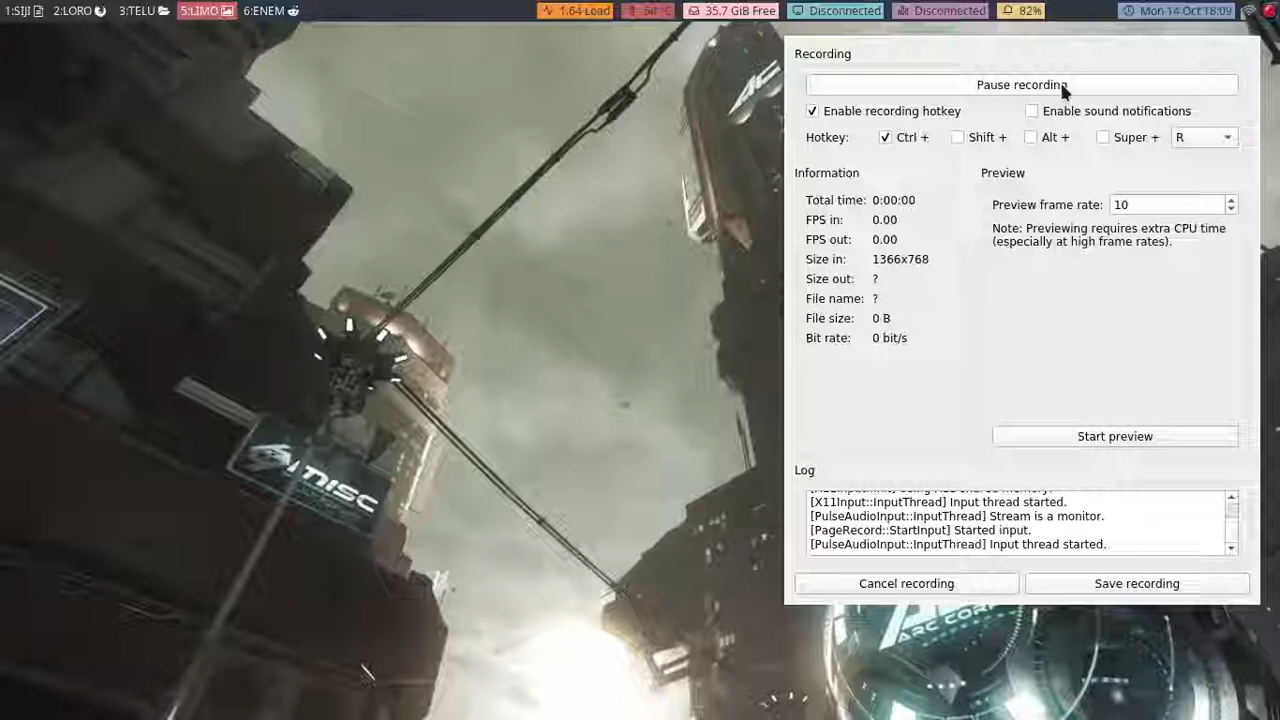 1:SIJI 2:LORO 3:TELU 5:LIMO 6:ENEM 1.64 Load 35.7 GiB Free Disconnected Disconnected 82% Mon 14 Oct 18:09
Recording
Pause recording
Enable recording hotkey Enable sound notifications
Hotkey: Ctrl + Shift + Alt + Super + R
Information Preview
Total time: 0:00:00
Preview frame rate: 10
FPS in: 0.00
Note: Previewing requires extra CPU time
(especially at high frame rates).
FPS out: 0.00
Size in: 1366x768
Size out: ?
File name: ?
File size: 0 B
Bit rate: 0 bit/s
Start preview
Log
[X11Input::InputThread] Input thread started.
[PulseAudioInput::InputThread] Stream is a monitor.
[PageRecord::StartInput] Started input.
[PulseAudioInput::InputThread] Input thread started.
Cancel recording Save recording
MISC
ARC CORP